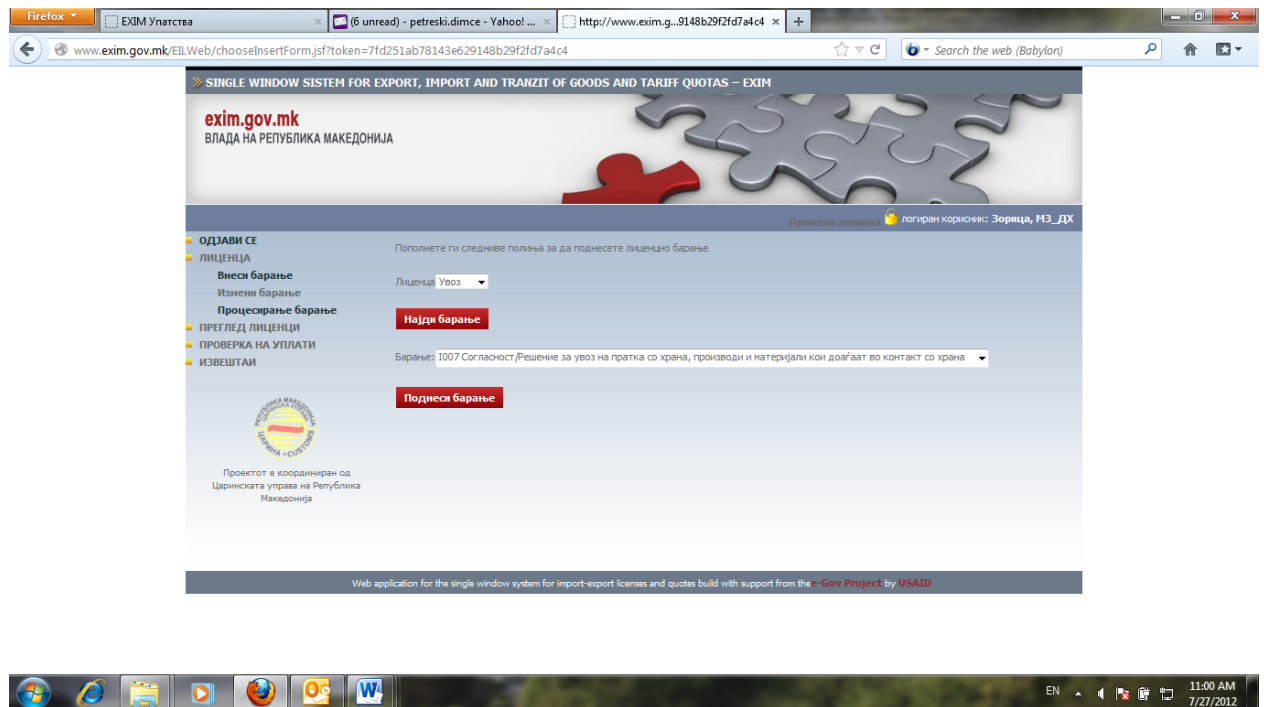 Firefox
EXIM Упатства
(6 unread) - petreski.dimce - Yahoo! ...
http://www.exim.g...9148b29f2fd7a4c4
www.exim.gov.mk/EILWeb/chooseInsertForm.jsf?token=7fd251ab78143e629148b29f2fd7a4c4
Search the web (Babylon)
SINGLE WINDOW SISTEM FOR EXPORT, IMPORT AND TRANZIT OF GOODS AND TARIFF QUOTAS – EXIM
exim.gov.mk
ВЛАДА НА РЕПУБЛИКА МАКЕДОНИЈА
Промени лозинка логиран корисник: Зорица, МЗ_ДХ
ОДЈАВИ СЕ
ЛИЦЕНЦА
Внеси барање
Измени барање
Процесирање барање
ПРЕГЛЕД ЛИЦЕНЦИ
ПРОВЕРКА НА УПЛАТИ
ИЗВЕШТАИ
Пополнете ги следниве полиња за да поднесете лиценцно барање
Лиценца Увоз
Најди барање
Барање: I007 Согласност/Решение за увоз на пратка со храна, производи и материјали кои доаѓаат во контакт со храна
Поднеси барање
ЦАРИНА • CUSTOMS
Проектот е координиран од
Царинската управа на Република
Македонија
Web application for the single window system for import-export licenses and quotes build with support from the e-Gov Project by USAID
EN
11:00 AM
7/27/2012